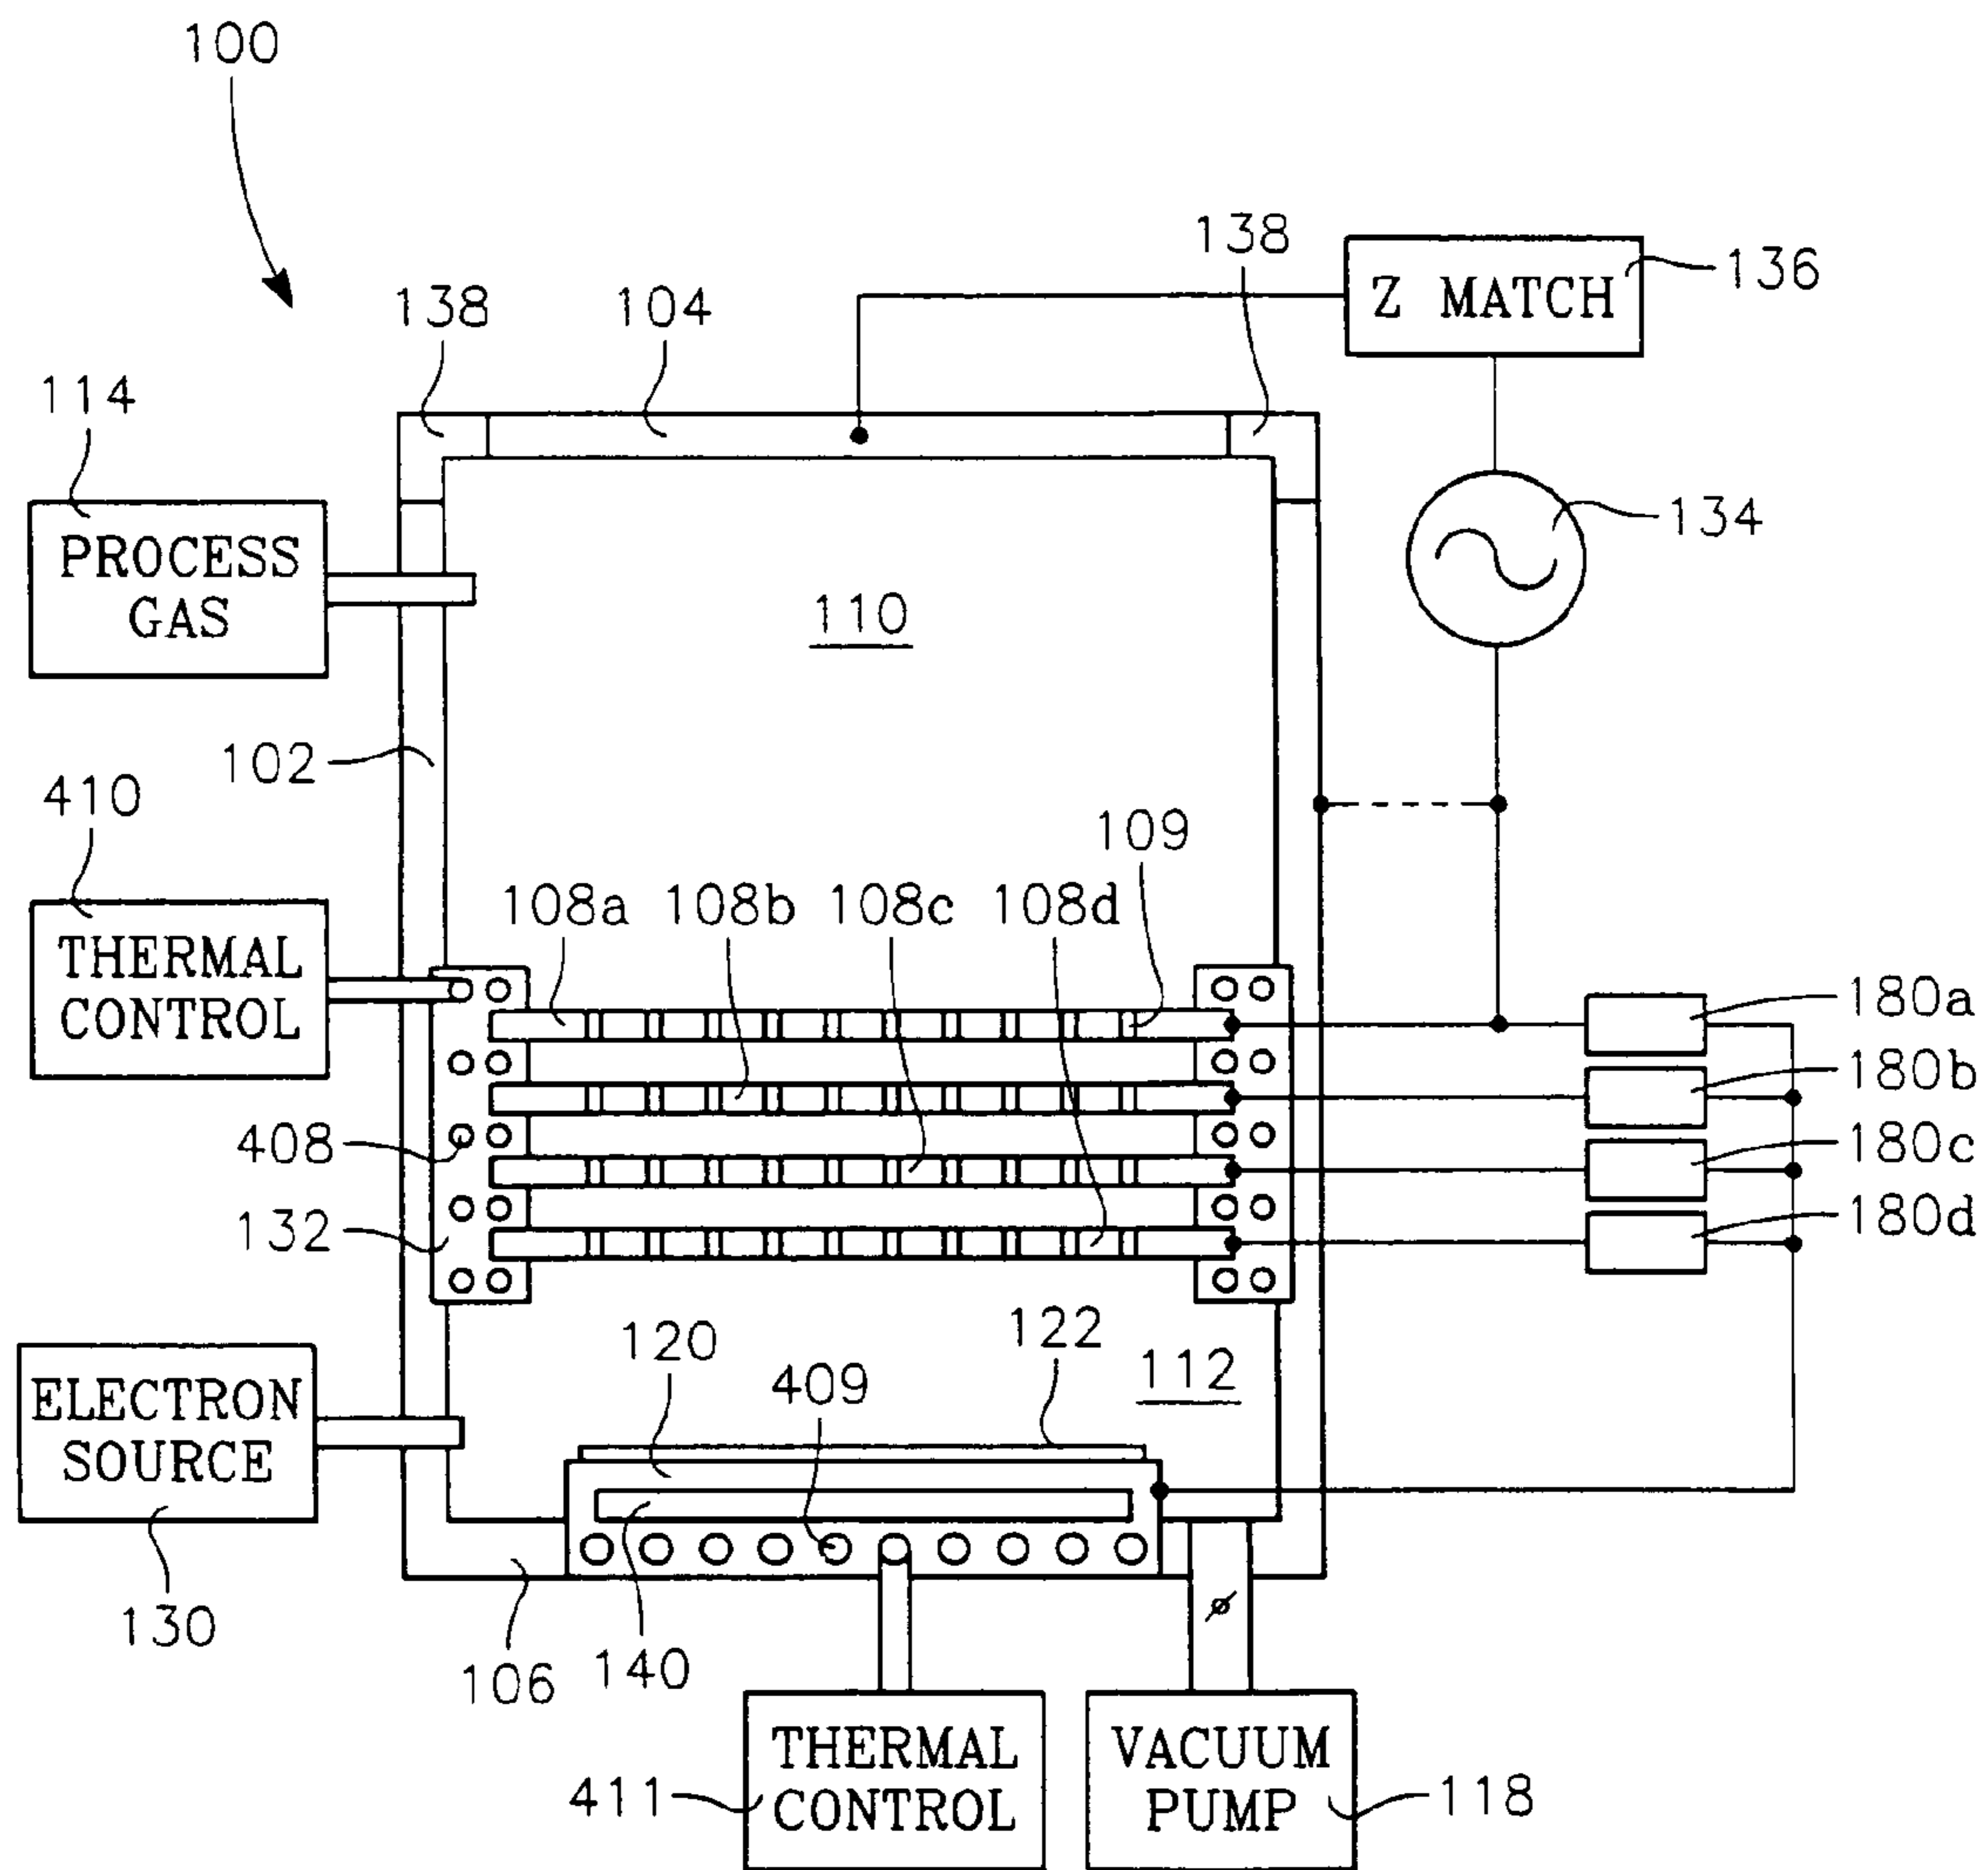 100
138
136
Z MATCH
138
104
114
134
PROCESS
GAS
110
102
410
109
108a
108b
108c
108d
THERMAL
CONTROL
180a
180b
408
180c
132
180d
122
120
112
409
ELECTRON
SOURCE
130
140
106
THERMAL
CONTROL
411
VACUUM
PUMP
118